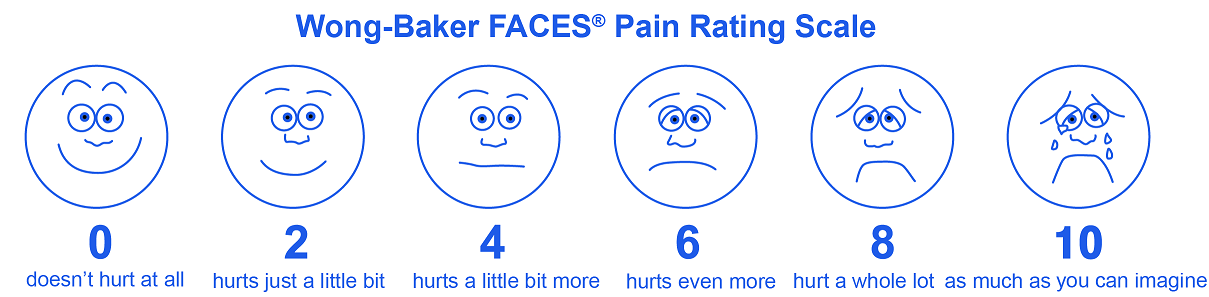 Wong-Baker FACES® Pain Rating Scale
0 2 4 6 8 10
doesn't hurt at all hurts just a little bit hurts a little bit more hurts even more hurt a whole lot as much as you can imagine